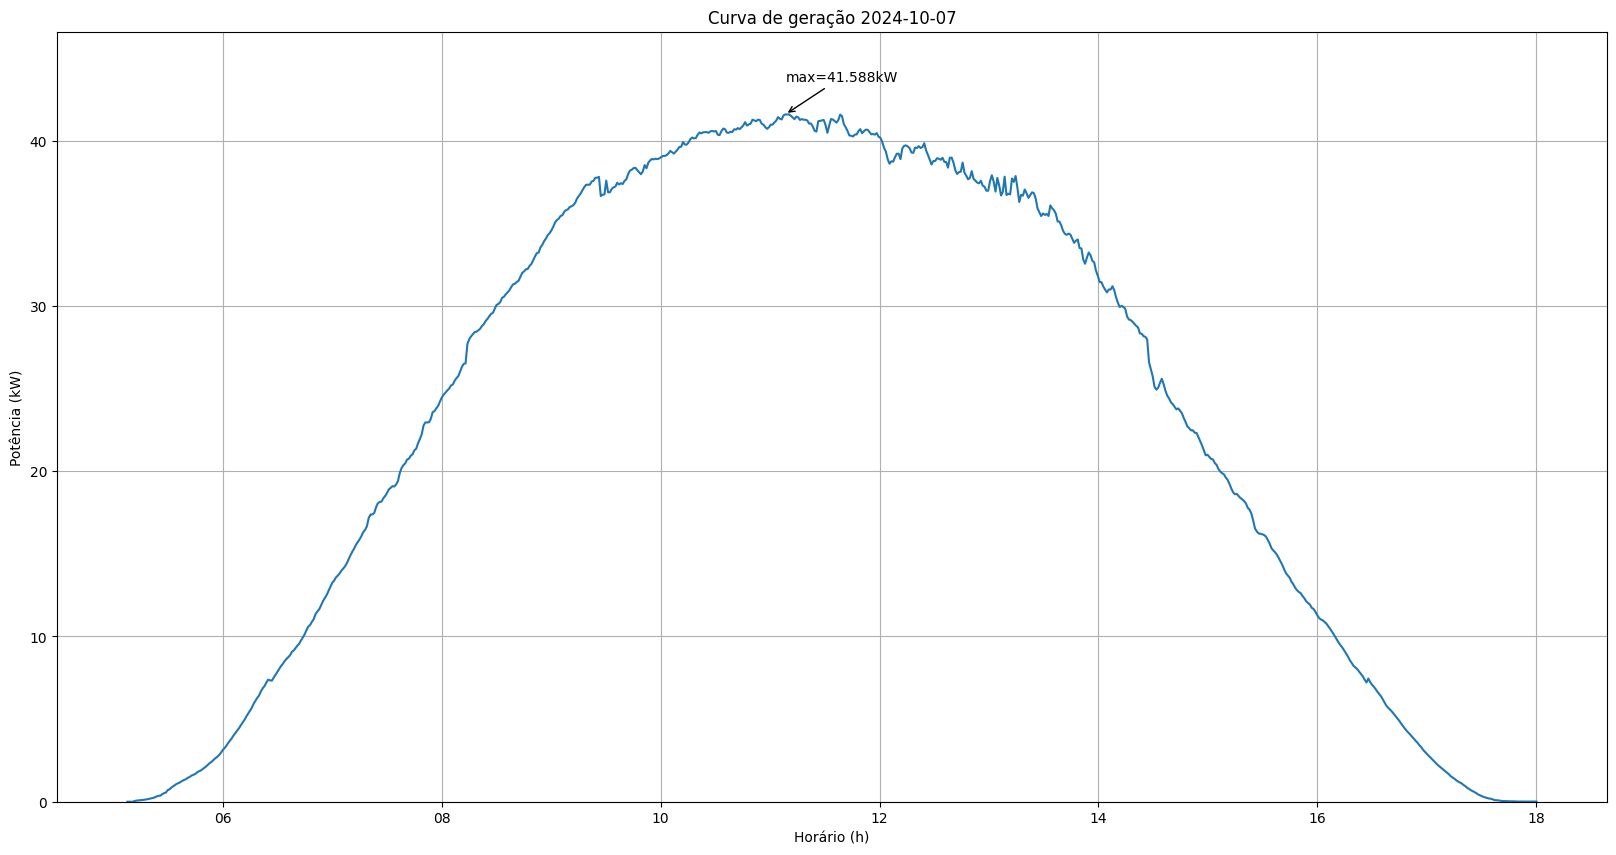 Curva de geração 2024-10-07
max=41.588kW
40
30
20
10
0
Potência (kW)
06 08 10 12 14 16 18
Horário (h)